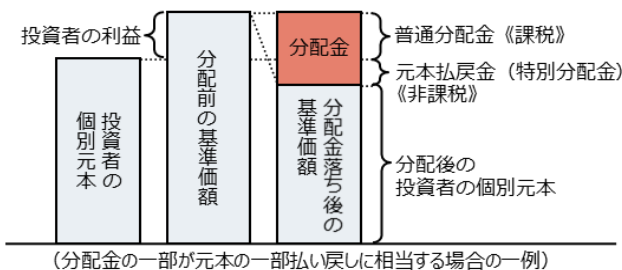 投資者の利益
投資者の
個別元本
分配前の基準価額
分配金
分配金落ち後の
基準価額
普通分配金《課税》
元本払戻金（特別分配金）
《非課税》
分配後の
投資者の個別元本
（分配金の一部が元本の一部払い戻しに相当する場合の一例）